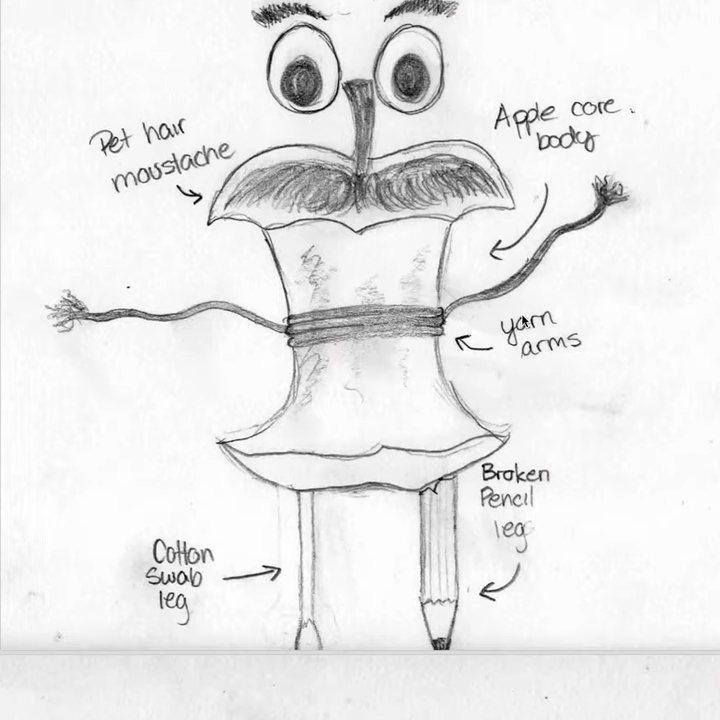 Pet hair
moustache
Apple core.
body
yarn
arms
Broken
Pencil
leg
Cotton
swab
leg